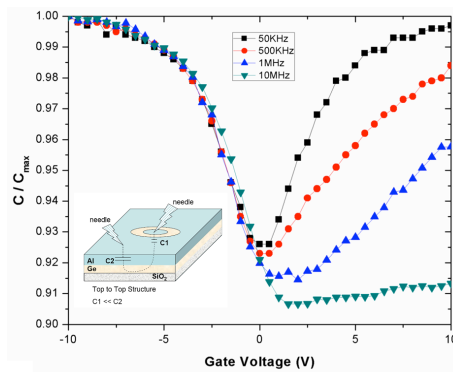 1.00
0.99
0.98
0.97
0.96
0.95
0.94
0.93
0.92
0.91
0.90
C / Cmax
50KHz
500KHz
1MHz
10MHz
needle
needle
C1
C2
Al
Ge
SiO2
Top to Top Structure
C1 << C2
-10
-5
0
5
10
Gate Voltage (V)